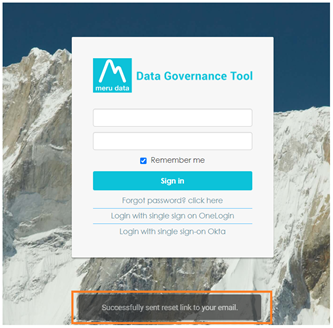 meru data
Data Governance Tool
Remember me
Sign in
Forgot password? click here
Login with single sign on OneLogin
Login with single sign-on Okta
Successfully sent reset link to your email.